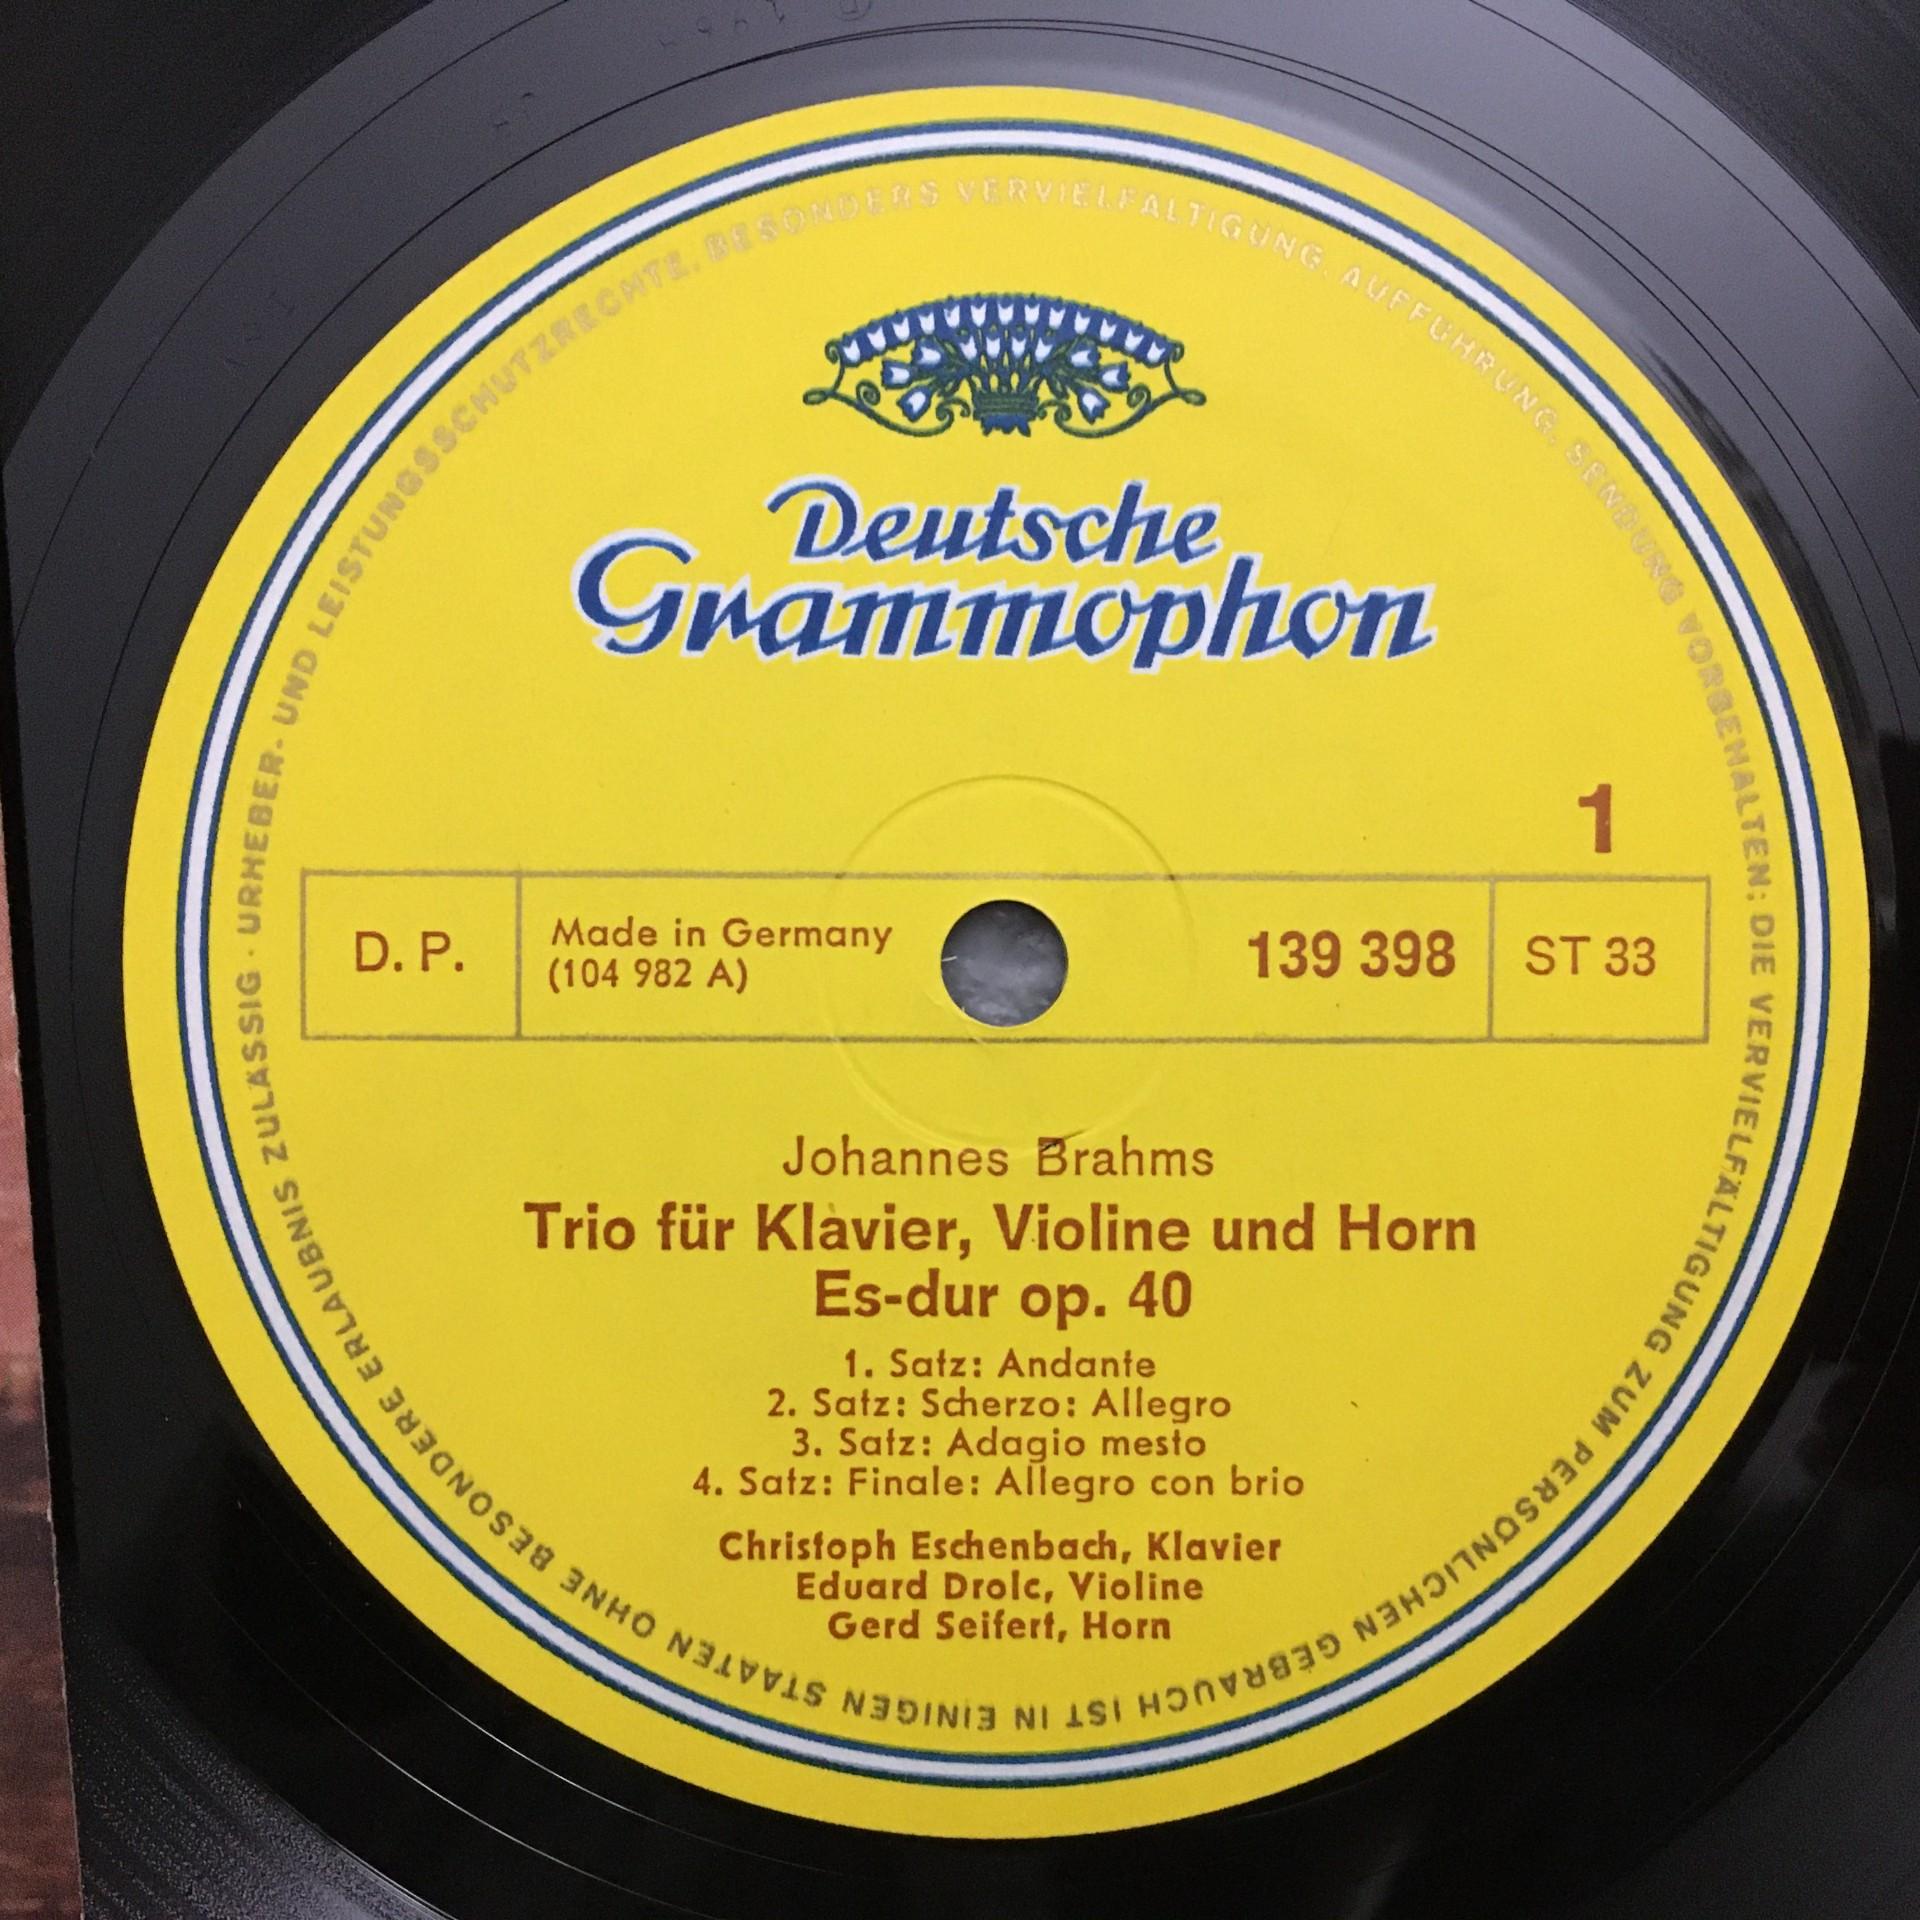 Deutsche
Grammophon
1
D. P.
Made in Germany
(104 982 A)
139 398
ST 33
Johannes Brahms
Trio für Klavier, Violine und Horn
Es-dur op. 40
1. Satz: Andante
2. Satz: Scherzo: Allegro
3. Satz: Adagio mesto
4. Satz: Finale: Allegro con brio
Christoph Eschenbach, Klavier
Eduard Drolc, Violine
Gerd Seifert, Horn
URHEBER- UND LEISTUNGSSCHUTZRECHTE, BESONDERS VERVIELFÄLTIGUNG, AUFFÜHRUNG, SENDUNG VORBEHALTEN; DIE VERVIELFÄLTIGUNG ZUM PERSÖNLICHEN GEBRAUCH IST IN EINIGEN STAATEN OHNE BESONDERE ERLAUBNIS ZULÄSSIG ·